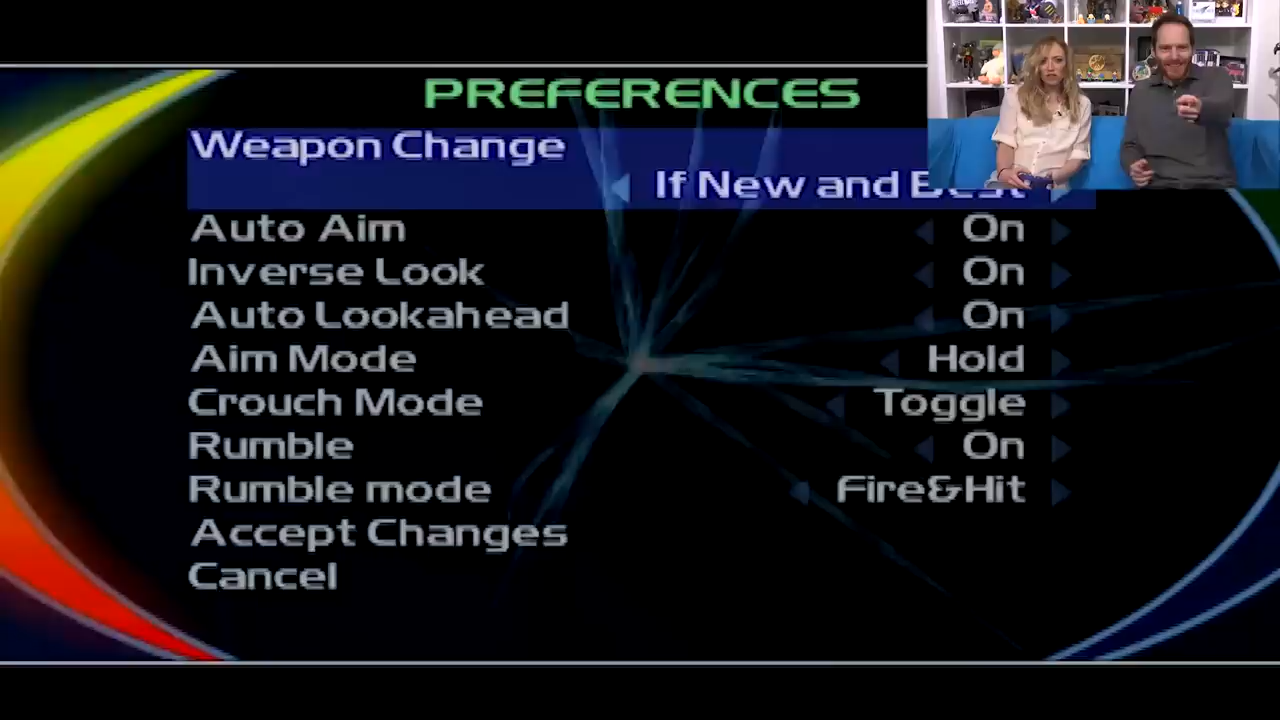 PREFERENCES
Weapon Change
If New and Best
Auto Aim On
Inverse Look On
Auto Lookahead On
Aim Mode Hold
Crouch Mode Toggle
Rumble On
Rumble mode Fire&Hit
Accept Changes
Cancel